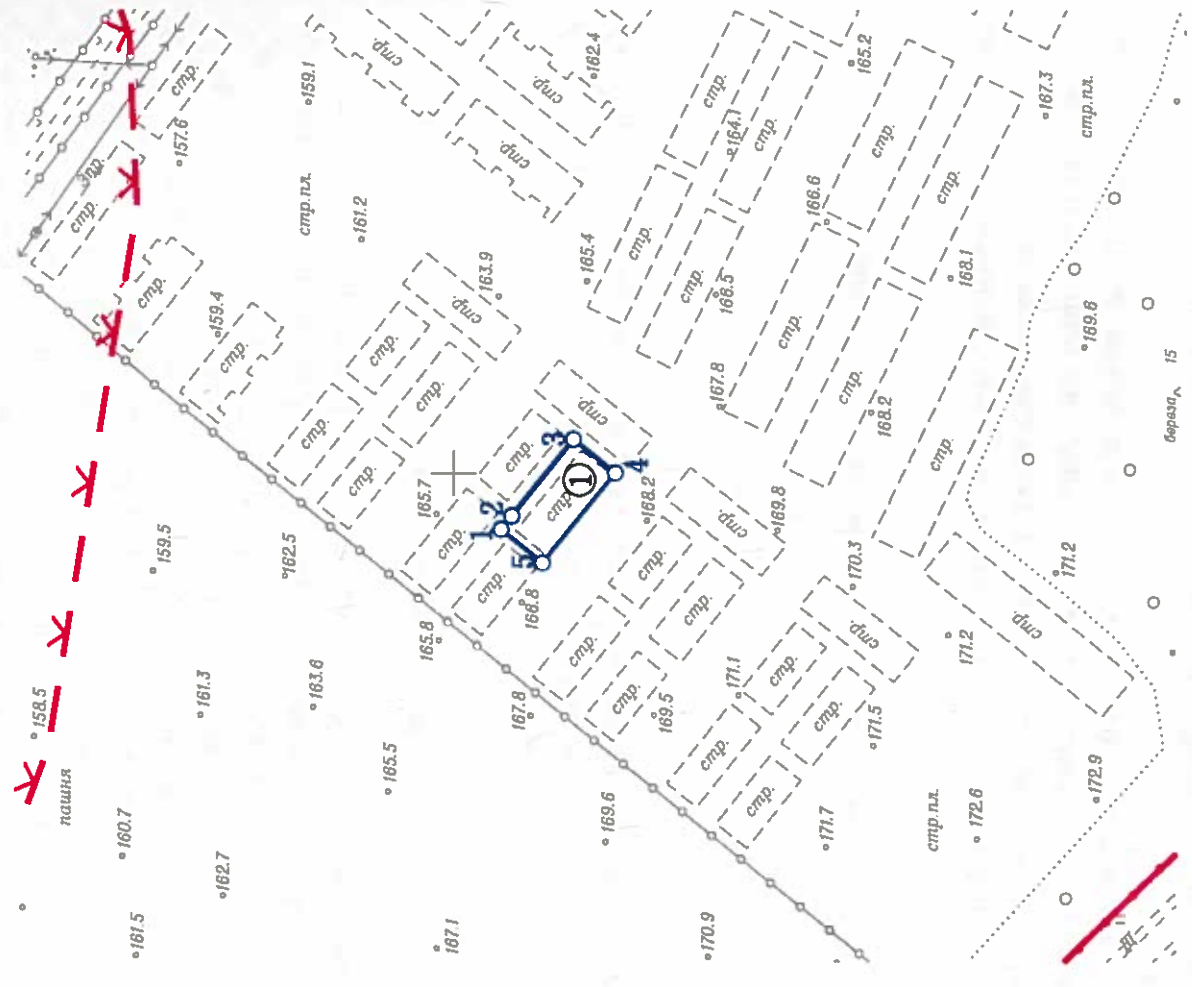 162.4
165.2
стр.
стр.
стр.
159.1
стр.
стр.
167.3
стр.пл.
157.6
164.1
стр.
стр.
стр.
стр.
стр.
стр.пл.
161.2
166.6
стр.
165.4
стр.
163.9
168.1
стр.
168.5
стр.
159.4
стр.
169.8
стр.
стр.
стр.
15
береза
167.8
стр.
стр.
стр.
168.2
стр.
3
стр.
стр.
4
1
165.7
2
стр.
1
168.2
169.8
стр.
159.5
162.5
стр.
5
стр.
170.3
171.2
стр.
166.8
стр.
165.8
стр.
стр.
стр.
171.2
161.3
163.6
стр.
171.1
стр.
158.5
167.8
стр.
169.5
стр.
171.5
пашня
165.5
стр.
172.9
160.7
169.6
стр.
171.7
стр.пл.
172.6
162.7
161.5
167.1
170.9